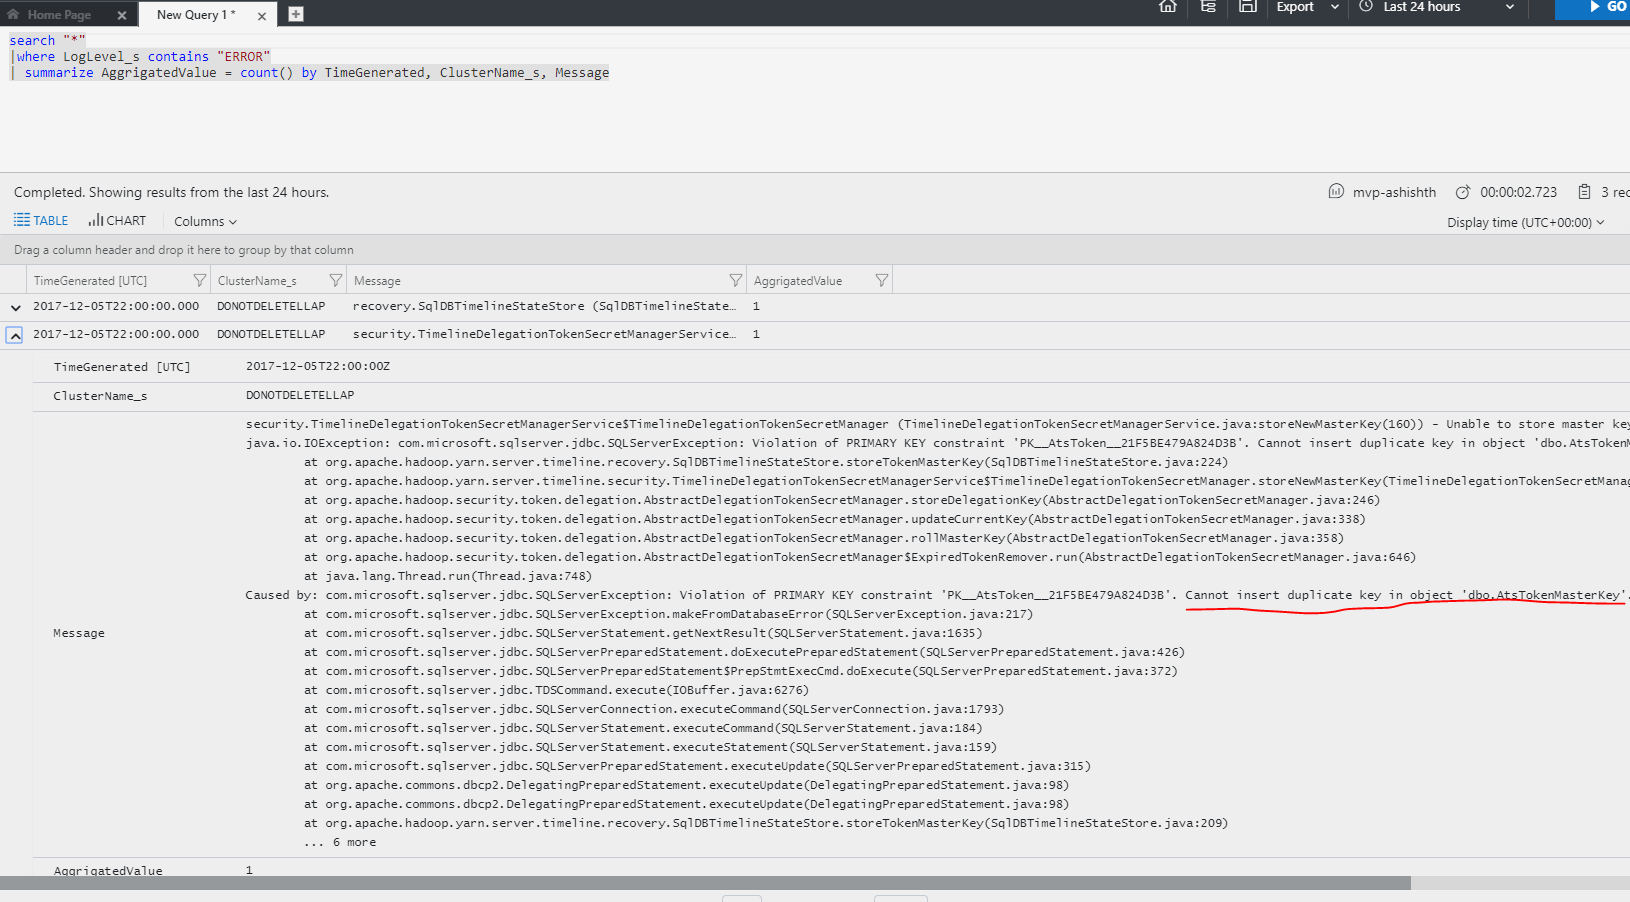 Home Page
New Query 1 *
Export
Last 24 hours
GO
search "*"
|where LogLevel_s contains "ERROR"
| summarize AggrigatedValue = count() by TimeGenerated, ClusterName_s, Message
Completed. Showing results from the last 24 hours.
mvp-ashishth
00:00:02.723
3 rec
TABLE
CHART
Columns
Display time (UTC+00:00)
Drag a column header and drop it here to group by that column
TimeGenerated [UTC]
ClusterName_s
Message
AggrigatedValue
2017-12-05T22:00:00.000 DONOTDELETELLAP recovery.SqlDBTimelineStateStore (SqlDBTimelineState... 1
2017-12-05T22:00:00.000 DONOTDELETELLAP security.TimelineDelegationTokenSecretManagerService... 1
TimeGenerated [UTC] 2017-12-05T22:00:00Z
ClusterName_s DONOTDELETELLAP
security.TimelineDelegationTokenSecretManagerService$TimelineDelegationTokenSecretManager (TimelineDelegationTokenSecretManagerService.java:storeNewMasterKey(160)) - Unable to store master key
java.io.IOException: com.microsoft.sqlserver.jdbc.SQLServerException: Violation of PRIMARY KEY constraint 'PK__AtsToken__21F5BE479A824D3B'. Cannot insert duplicate key in object 'dbo.AtsTokenM
at org.apache.hadoop.yarn.server.timeline.recovery.SqlDBTimelineStateStore.storeTokenMasterKey(SqlDBTimelineStateStore.java:224)
at org.apache.hadoop.yarn.server.timeline.security.TimelineDelegationTokenSecretManagerService$TimelineDelegationTokenSecretManager.storeNewMasterKey(TimelineDelegationTokenSecretManag
at org.apache.hadoop.security.token.delegation.AbstractDelegationTokenSecretManager.storeDelegationKey(AbstractDelegationTokenSecretManager.java:246)
at org.apache.hadoop.security.token.delegation.AbstractDelegationTokenSecretManager.updateCurrentKey(AbstractDelegationTokenSecretManager.java:338)
at org.apache.hadoop.security.token.delegation.AbstractDelegationTokenSecretManager.rollMasterKey(AbstractDelegationTokenSecretManager.java:358)
at org.apache.hadoop.security.token.delegation.AbstractDelegationTokenSecretManager$ExpiredTokenRemover.run(AbstractDelegationTokenSecretManager.java:646)
at java.lang.Thread.run(Thread.java:748)
Caused by: com.microsoft.sqlserver.jdbc.SQLServerException: Violation of PRIMARY KEY constraint 'PK__AtsToken__21F5BE479A824D3B'. Cannot insert duplicate key in object 'dbo.AtsTokenMasterKey'.
at com.microsoft.sqlserver.jdbc.SQLServerException.makeFromDatabaseError(SQLServerException.java:217)
Message
at com.microsoft.sqlserver.jdbc.SQLServerStatement.getNextResult(SQLServerStatement.java:1635)
at com.microsoft.sqlserver.jdbc.SQLServerPreparedStatement.doExecutePreparedStatement(SQLServerPreparedStatement.java:426)
at com.microsoft.sqlserver.jdbc.SQLServerPreparedStatement$PrepStmtExecCmd.doExecute(SQLServerPreparedStatement.java:372)
at com.microsoft.sqlserver.jdbc.TDSCommand.execute(IOBuffer.java:6276)
at com.microsoft.sqlserver.jdbc.SQLServerConnection.executeCommand(SQLServerConnection.java:1793)
at com.microsoft.sqlserver.jdbc.SQLServerStatement.executeCommand(SQLServerStatement.java:184)
at com.microsoft.sqlserver.jdbc.SQLServerStatement.executeStatement(SQLServerStatement.java:159)
at com.microsoft.sqlserver.jdbc.SQLServerPreparedStatement.executeUpdate(SQLServerPreparedStatement.java:315)
at org.apache.commons.dbcp2.DelegatingPreparedStatement.executeUpdate(DelegatingPreparedStatement.java:98)
at org.apache.commons.dbcp2.DelegatingPreparedStatement.executeUpdate(DelegatingPreparedStatement.java:98)
at org.apache.hadoop.yarn.server.timeline.recovery.SqlDBTimelineStateStore.storeTokenMasterKey(SqlDBTimelineStateStore.java:209)
... 6 more
AggrigatedValue 1